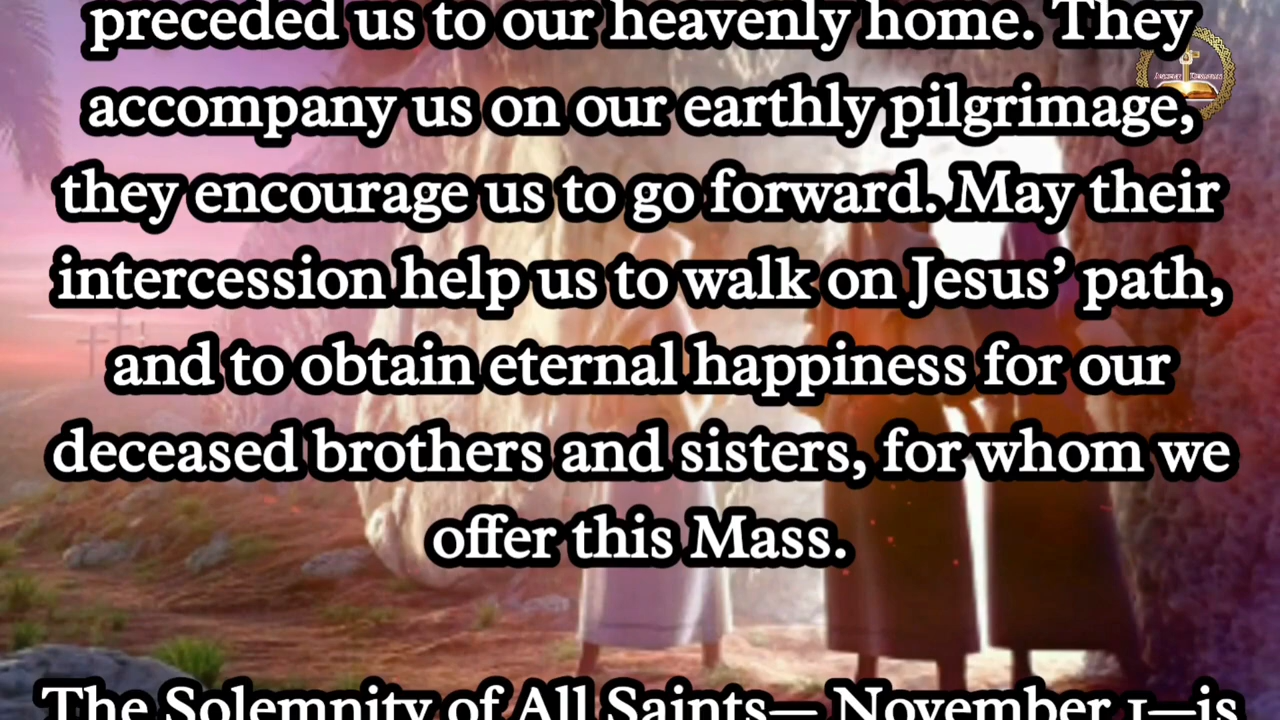 preceded us to our heavenly home. They
accompany us on our earthly pilgrimage,
they encourage us to go forward. May their
intercession help us to walk on Jesus’ path,
and to obtain eternal happiness for our
deceased brothers and sisters, for whom we
offer this Mass.
The Solemnity of All Saints— November 1—is